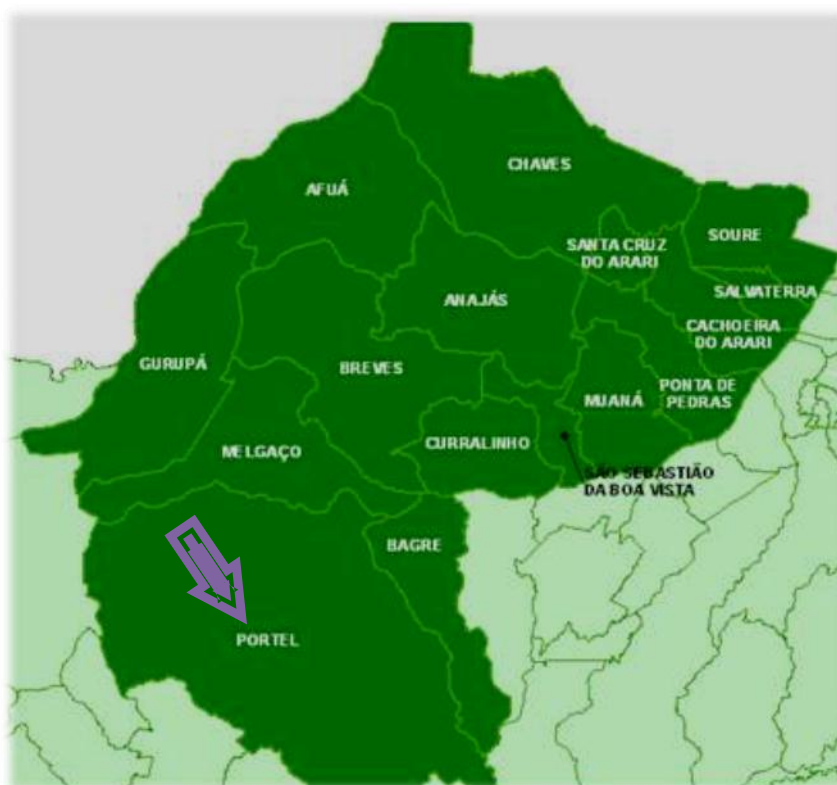 CHAVES
AFUÁ
SOURE
SANTA CRUZ
DO ARARI
SALVATERRA
ANAJÁS
CACHOEIRA
DO ARARI
GURUPÁ
BREVES
PONTA DE
PEDRAS
MUANÁ
CURRALINHO
MELGAÇO
SÃO SEBASTIÃO
DA BOA VISTA
BAGRE
PORTEL